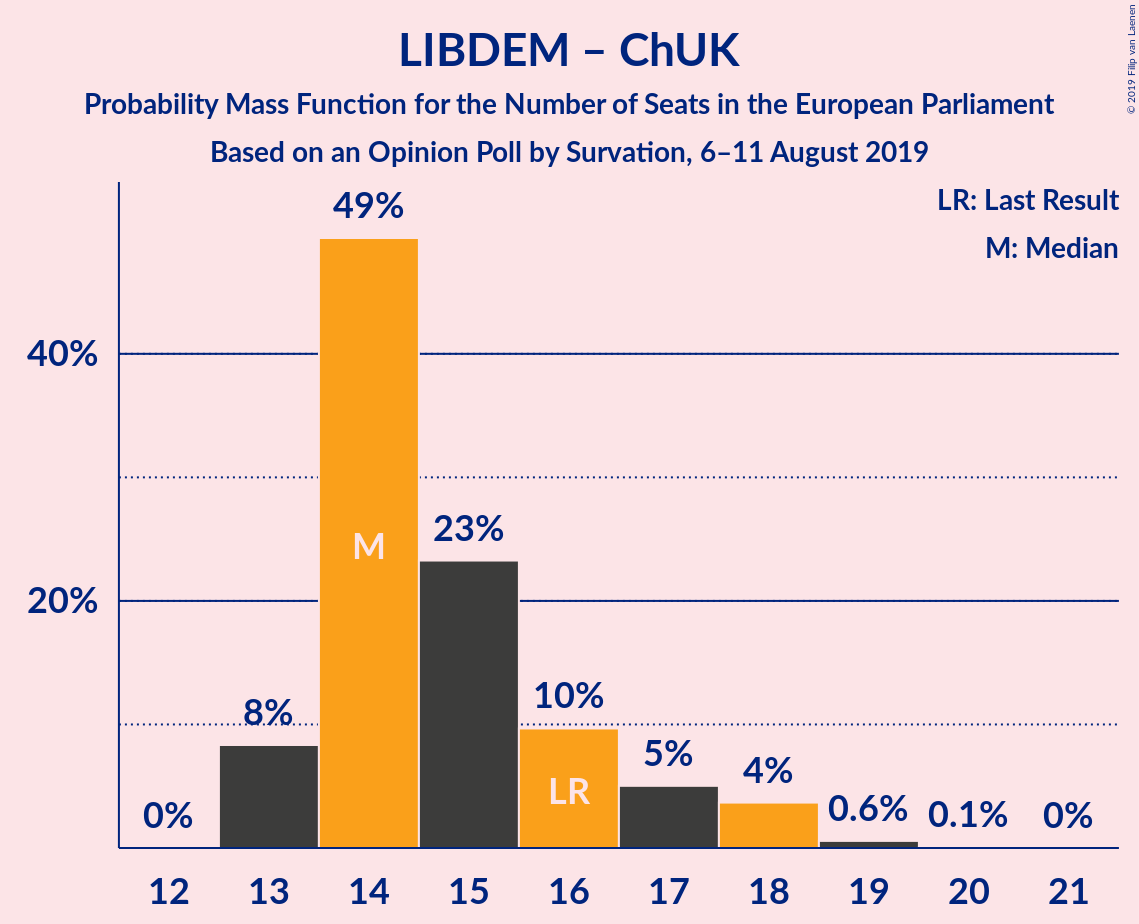 LIBDEM – ChUK
Probability Mass Function for the Number of Seats in the European Parliament
Based on an Opinion Poll by Survation, 6–11 August 2019
© 2019 Filip van Laenen
LR: Last Result
M: Median
49%
40%
M
23%
20%
10%
8%
5%
4%
LR
0%
0.6%
0.1%
0%
12 13 14 15 16 17 18 19 20 21